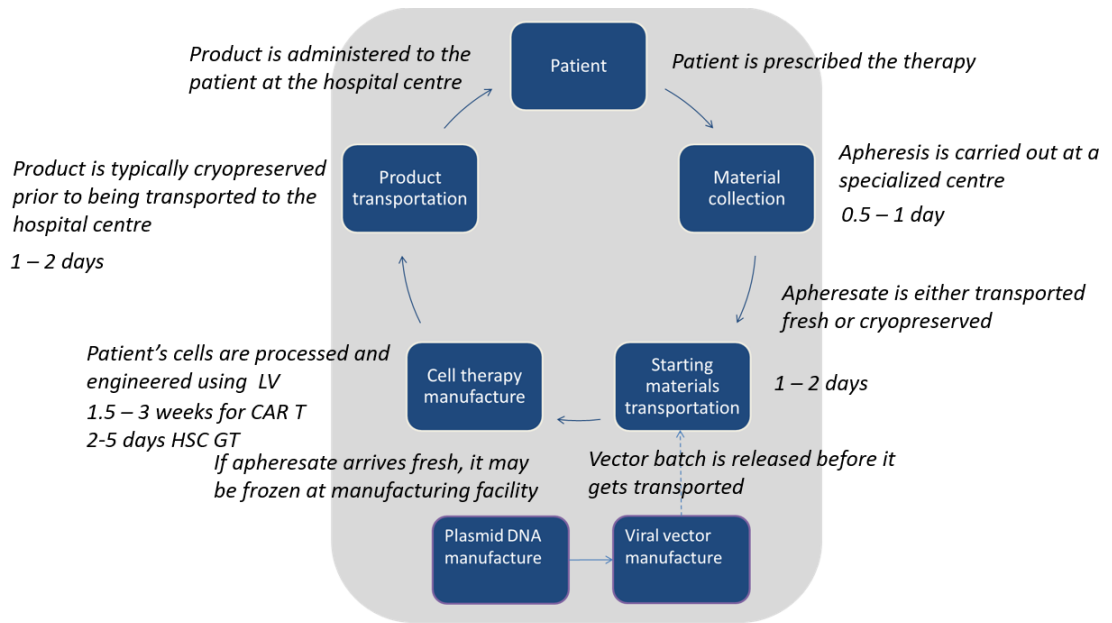 Product is administered to the
patient at the hospital centre
Patient
Patient is prescribed the therapy
Product is typically cryopreserved
prior to being transported to the
hospital centre
1 – 2 days
Product
transportation
Material
collection
Apheresis is carried out at a
specialized centre
0.5 – 1 day
Apheresate is either transported
fresh or cryopreserved
1 – 2 days
Patient's cells are processed and
engineered using LV
1.5 – 3 weeks for CAR T
2-5 days HSC GT
Cell therapy
manufacture
Starting
materials
transportation
If apheresate arrives fresh, it may
be frozen at manufacturing facility
Vector batch is released before it
gets transported
Plasmid DNA
manufacture
Viral vector
manufacture